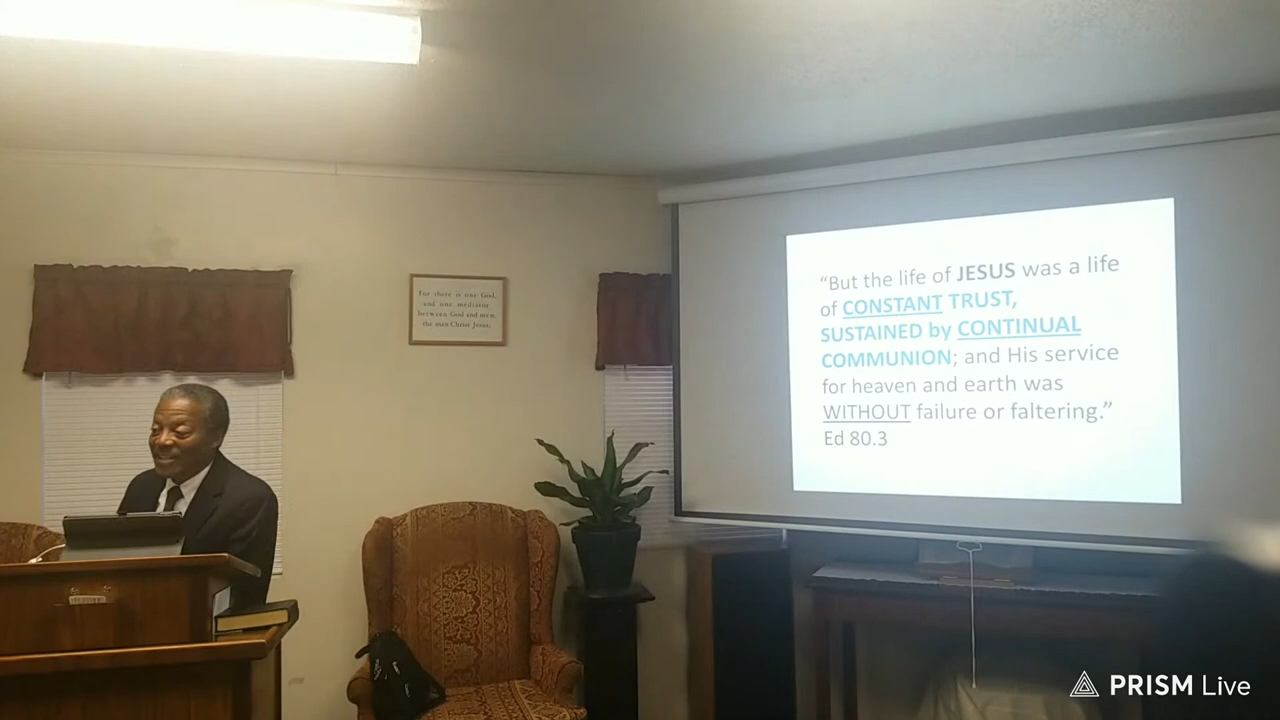 For there is one God,
and one mediator
between God and men,
the man Christ Jesus;
“But the life of JESUS was a life
of CONSTANT TRUST,
SUSTAINED by CONTINUAL
COMMUNION; and His service
for heaven and earth was
WITHOUT failure or faltering.”
Ed 80.3
PRISM Live